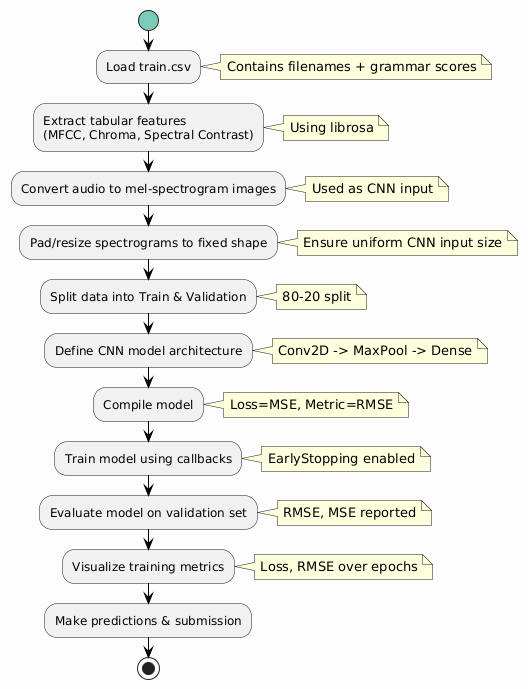 Load train.csv
Contains filenames + grammar scores
Extract tabular features
(MFCC, Chroma, Spectral Contrast)
Using librosa
Convert audio to mel-spectrogram images
Used as CNN input
Pad/resize spectrograms to fixed shape
Ensure uniform CNN input size
Split data into Train & Validation
80-20 split
Define CNN model architecture
Conv2D -> MaxPool -> Dense
Compile model
Loss=MSE, Metric=RMSE
Train model using callbacks
EarlyStopping enabled
Evaluate model on validation set
RMSE, MSE reported
Visualize training metrics
Loss, RMSE over epochs
Make predictions & submission